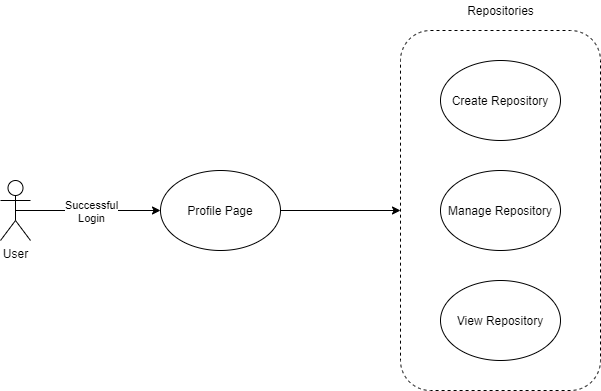 Repositories
Create Repository
Successful
Login
Profile Page
Manage Repository
User
View Repository